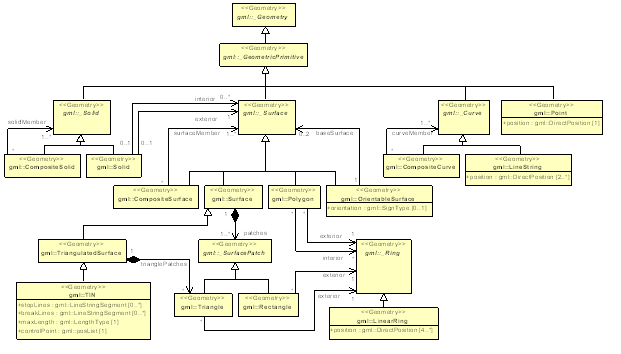 <<Geometry>>
gml::_Geometry
<<Geometry>>
gml::_GeometricPrimitive
<<Geometry>>
gml::_Solid
interior
0..*
exterior
1
<<Geometry>>
gml::_Surface
<<Geometry>>
gml::_Curve
<<Geometry>>
gml::Point
+position : gml::DirectPosition [1]
solidMember
1..*
surfaceMember
1..*
0..2
baseSurface
curveMember
1..*
0..1
0..1
<<Geometry>>
gml::CompositeSolid
<<Geometry>>
gml::Solid
<<Geometry>>
gml::CompositeCurve
<<Geometry>>
gml::LineString
+position : gml::DirectPosition [2..*]
<<Geometry>>
gml::CompositeSurface
<<Geometry>>
gml::Surface
<<Geometry>>
gml::Polygon
<<Geometry>>
gml::OrientableSurface
+orientation : gml::SignType [0..1]
1..*
patches
exterior
interior
<<Geometry>>
gml::TriangulatedSurface
1
trianglePatches
<<Geometry>>
gml::_SurfacePatch
<<Geometry>>
gml::_Ring
exterior
exterior
<<Geometry>>
gml::TIN
+stopLines : gml::LineStringSegment [0..*]
+breakLines : gml::LineStringSegment [0..*]
+maxLength : gml::LengthType [1]
+controlPoint : gml::posList [1]
<<Geometry>>
gml::Triangle
<<Geometry>>
gml::Rectangle
<<Geometry>>
gml::LinearRing
+position : gml::DirectPosition [4..*]